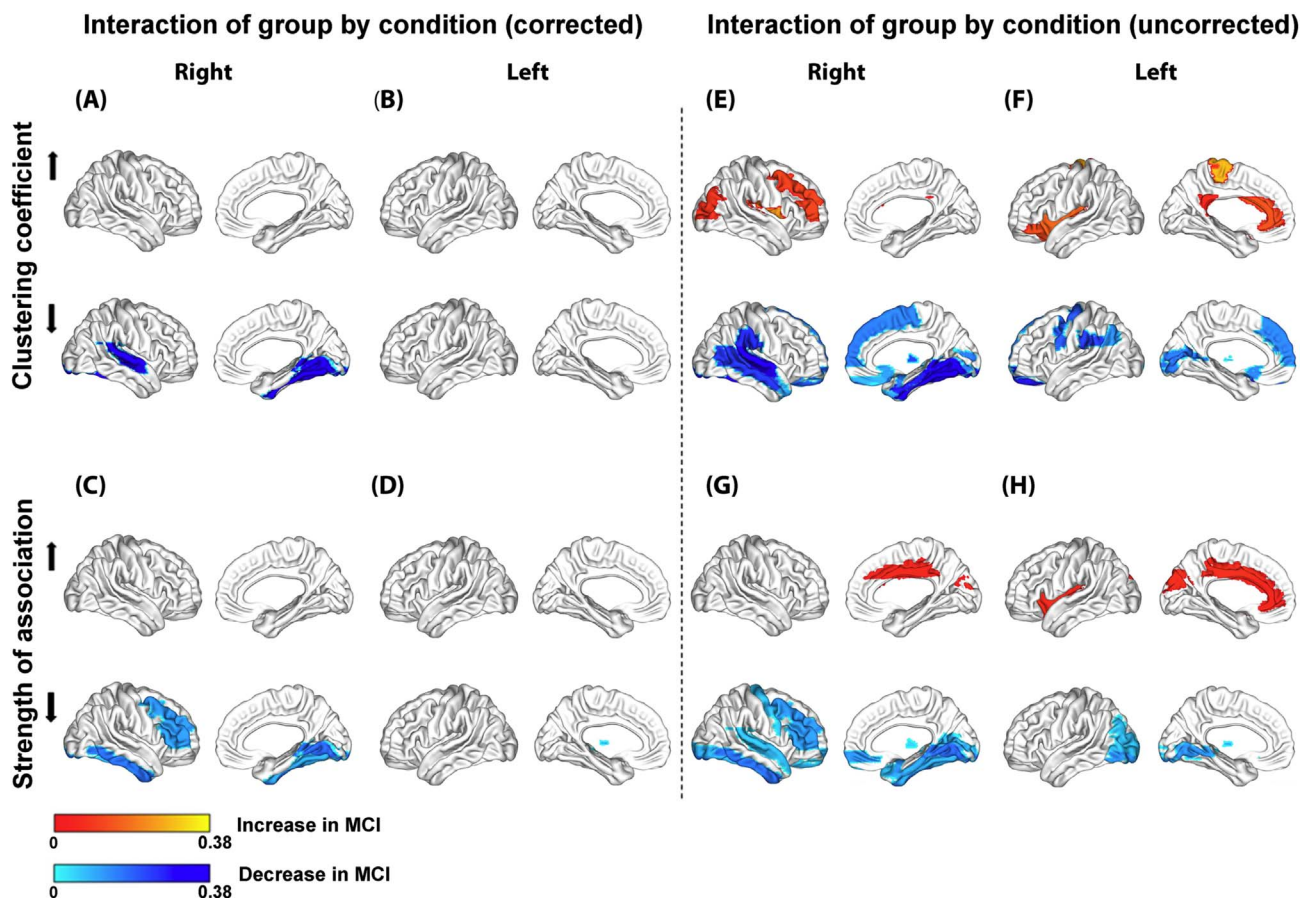 Interaction of group by condition (corrected)
Interaction of group by condition (uncorrected)
Right
Left
Right
Left
(A)
(B)
(E)
(F)
Clustering coefficient
(C)
(D)
(G)
(H)
Strength of association
Increase in MCI
0
0.38
Decrease in MCI
0
0.38